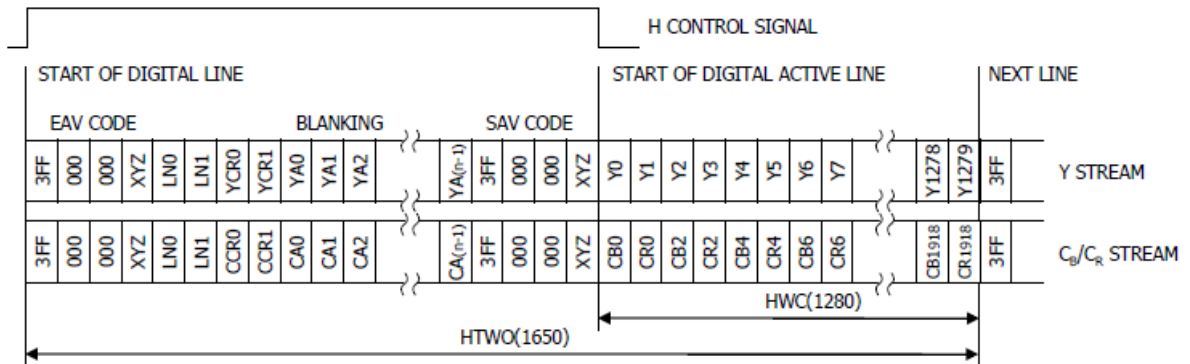 H CONTROL SIGNAL
START OF DIGITAL LINE START OF DIGITAL ACTIVE LINE NEXT LINE
EAV CODE BLANKING SAV CODE
3FF 000 000 XYZ LN0 LN1 YCR0 YCR1 YA0 YA1 YA2 YA(n-1) 3FF 000 000 XYZ Y0 Y1 Y2 Y3 Y4 Y5 Y6 Y7 Y1278 Y1279 3FF Y STREAM
3FF 000 000 XYZ LN0 LN1 CCR0 CCR1 CA0 CA1 CA2 CA(n-1) 3FF 000 000 XYZ CB0 CR0 CB2 CR2 CB4 CR4 CB6 CR6 CB1918 CR1918 3FF CB/CR STREAM
HWC(1280)
HTWO(1650)